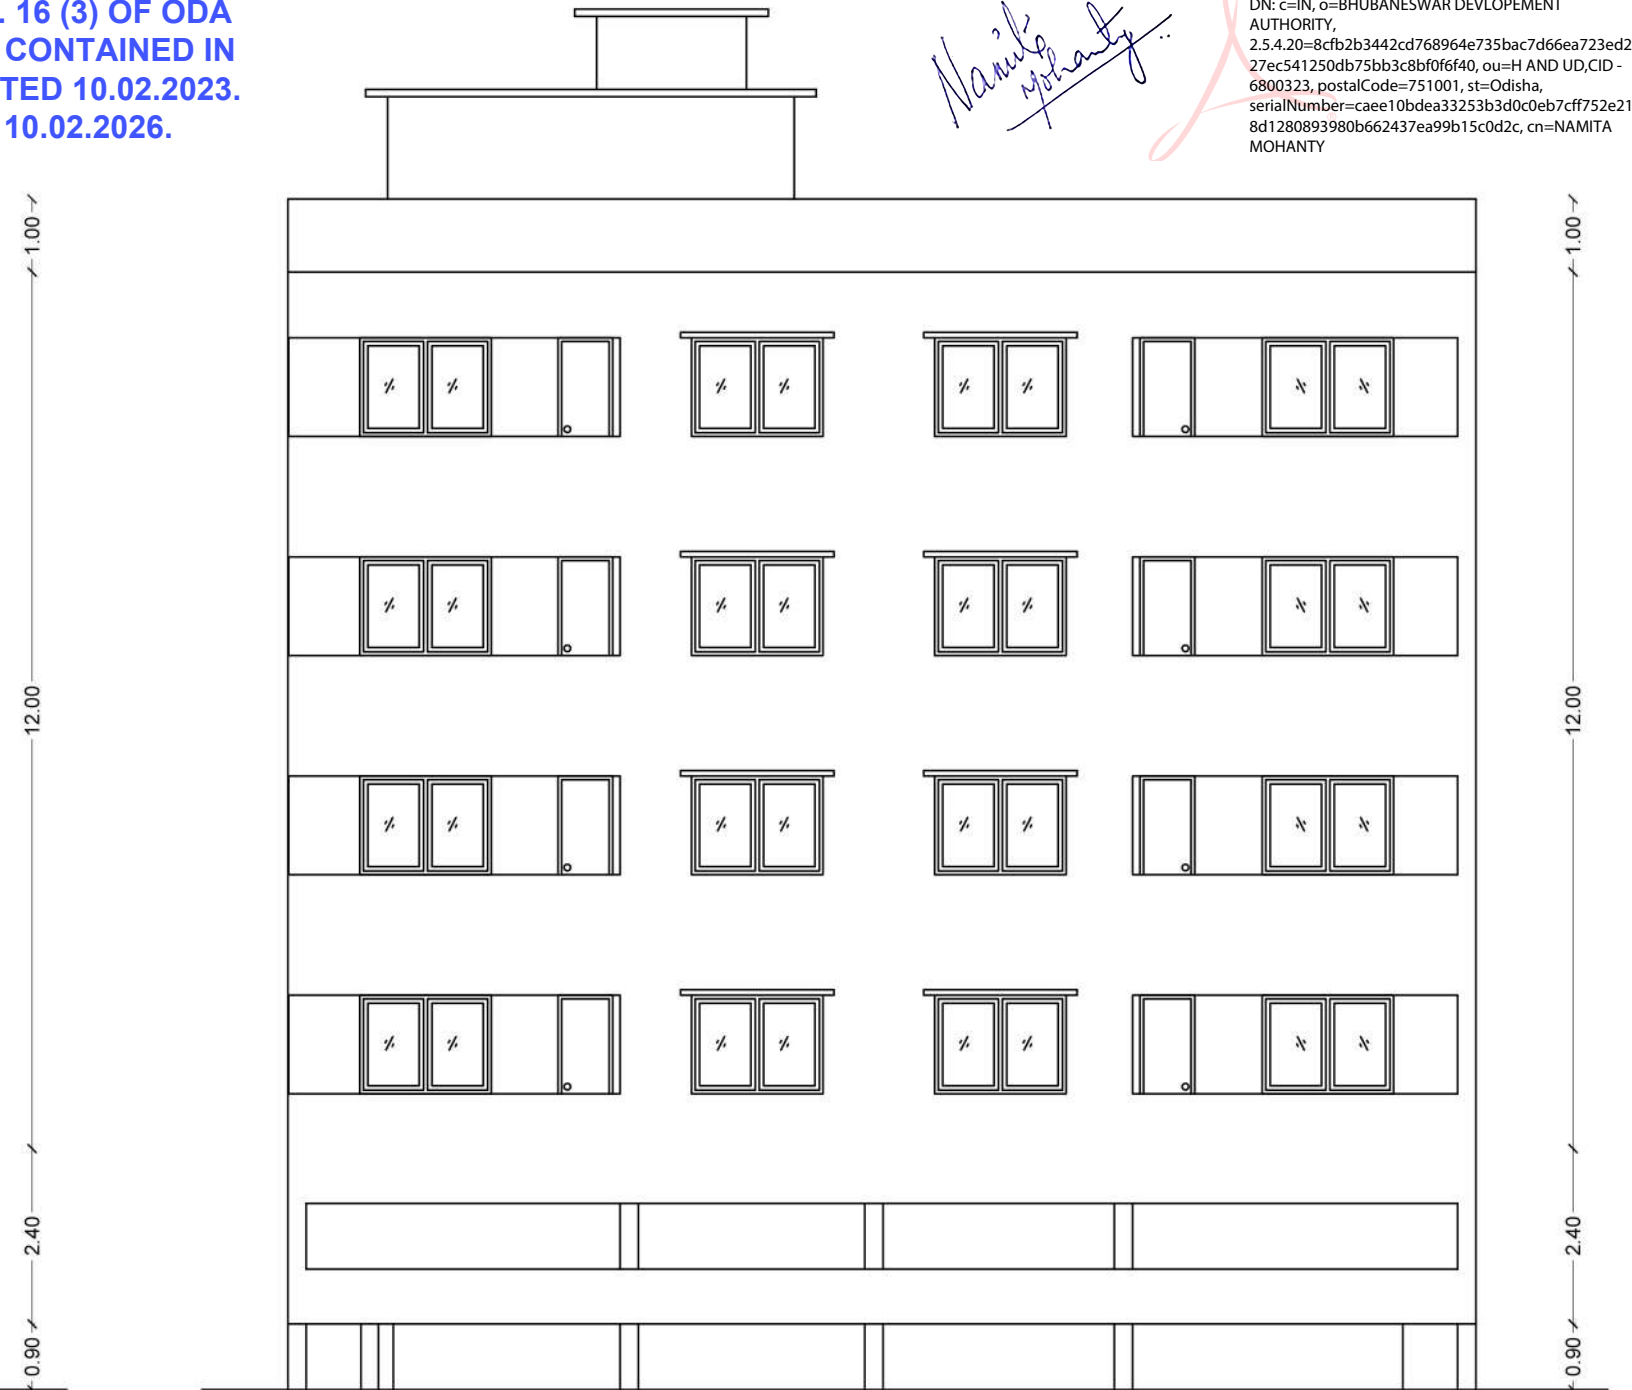 . 16 (3) OF ODA
CONTAINED IN
TED 10.02.2023.
10.02.2026.
Namita
Mohanty
DN: c=IN, o=BHUBANESWAR DEVLOPEMENT
AUTHORITY,
2.5.4.20=8cfb2b3442cd768964e735bac7d66ea723ed2
27ec541250db75bb3c8bf0f6f40, ou=H AND UD,CID -
6800323, postalCode=751001, st=Odisha,
serialNumber=caee10bdea33253b3d0c0eb7cff752e21
8d1280893980b662437ea99b15c0d2c, cn=NAMITA
MOHANTY
1.00
12.00
2.40
0.90
1.00
12.00
2.40
0.90